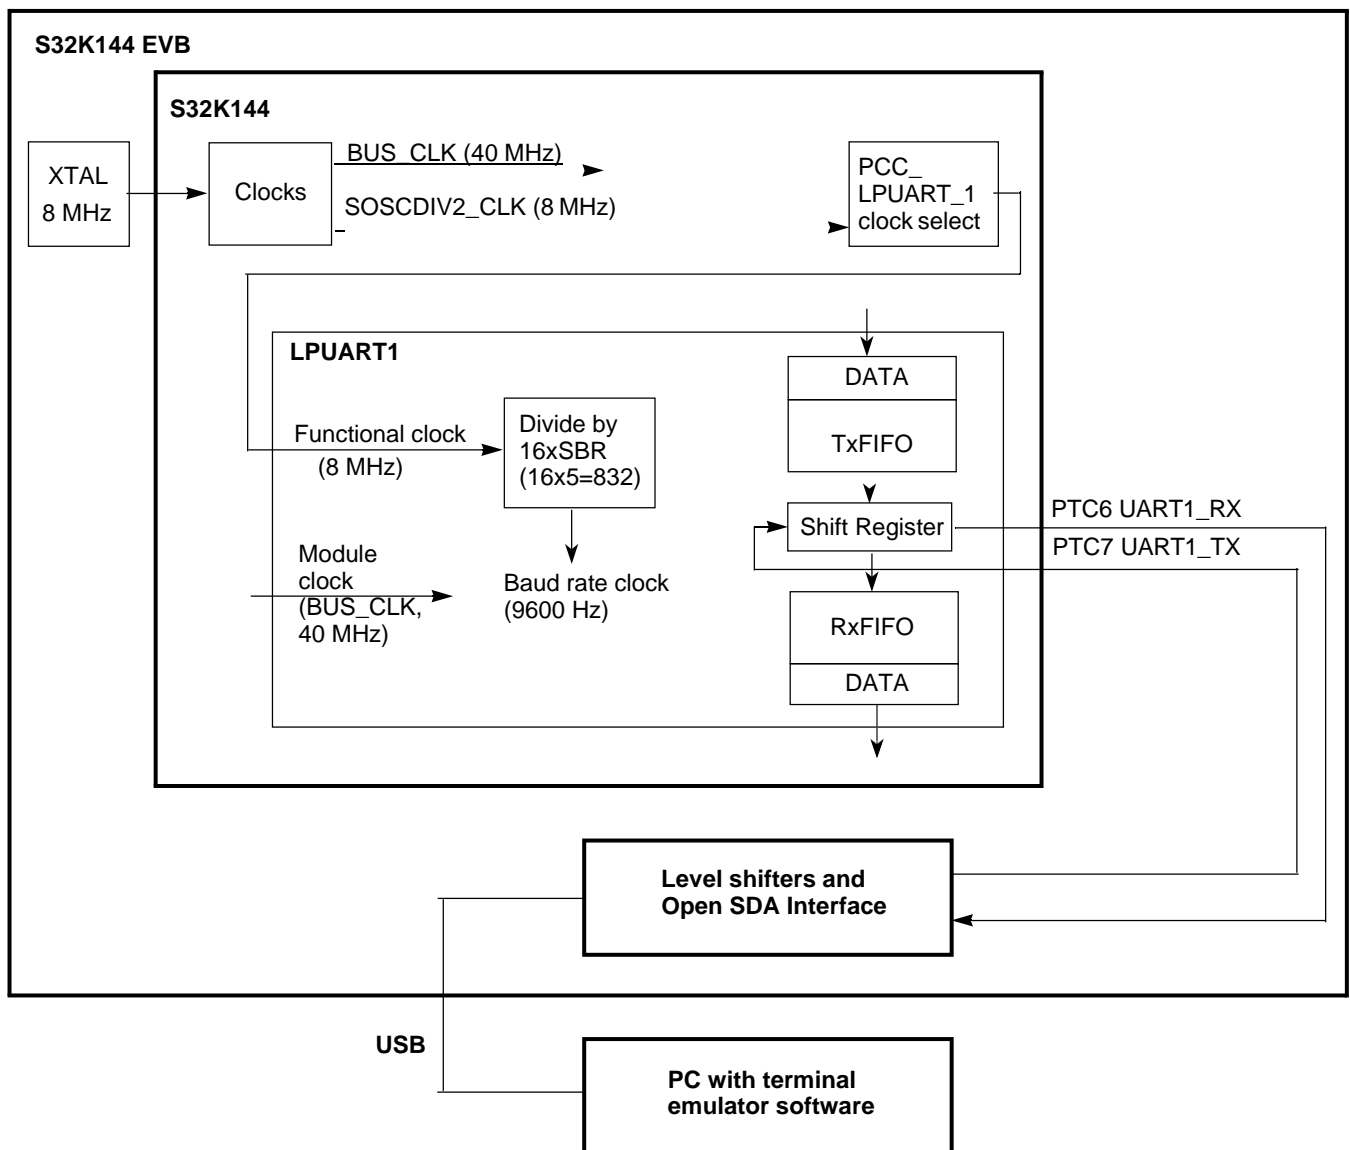 S32K144 EVB
S32K144
XTAL
8 MHz
Clocks
BUS_CLK (40 MHz)
SOSCDIV2_CLK (8 MHz)
PCC_
LPUART_1
clock select
LPUART1
Functional clock
(8 MHz)
Divide by
16xSBR
(16x5=832)
Module
clock
(BUS_CLK,
40 MHz)
Baud rate clock
(9600 Hz)
DATA
TxFIFO
Shift Register
RxFIFO
DATA
PTC6 UART1_RX
PTC7 UART1_TX
Level shifters and
Open SDA Interface
USB
PC with terminal
emulator software